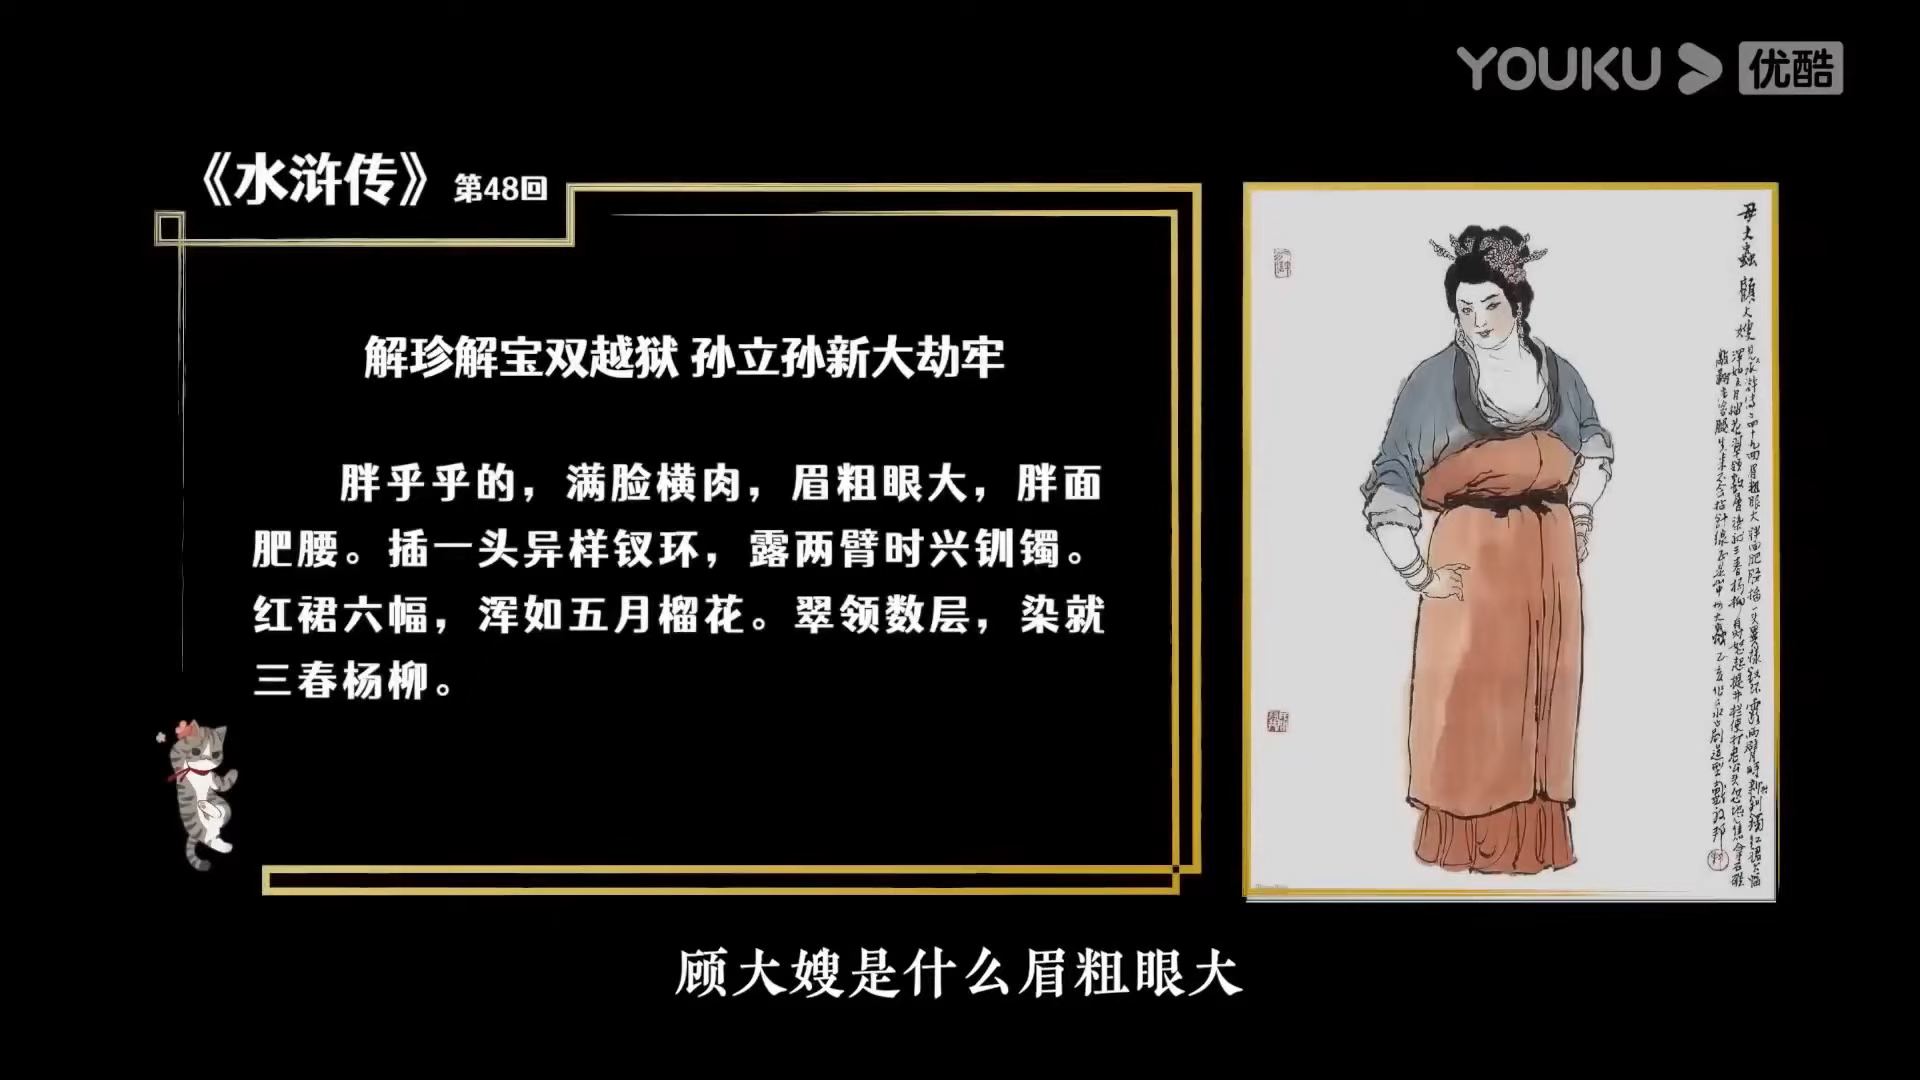 YOUKU 优酷
《水浒传》 第48回
解珍解宝双越狱 孙立孙新大劫牢
胖乎乎的，满脸横肉，眉粗眼大，胖面
肥腰。插一头异样钗环，露两臂时兴钏镯。
红裙六幅，浑如五月榴花。翠领数层，染就
三春杨柳。
母大虫 顾大嫂
顾大嫂是什么眉粗眼大